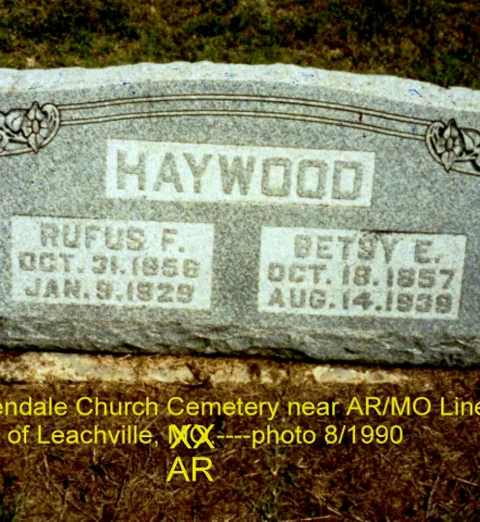 HAYWOOD
RUFUS F.
OCT. 31. 1856
JAN. 9. 1929
BETSY E.
OCT. 18. 1857
AUG. 14. 1939
endale Church Cemetery near AR/MO Line
of Leachville, MO.----photo 8/1990
AR